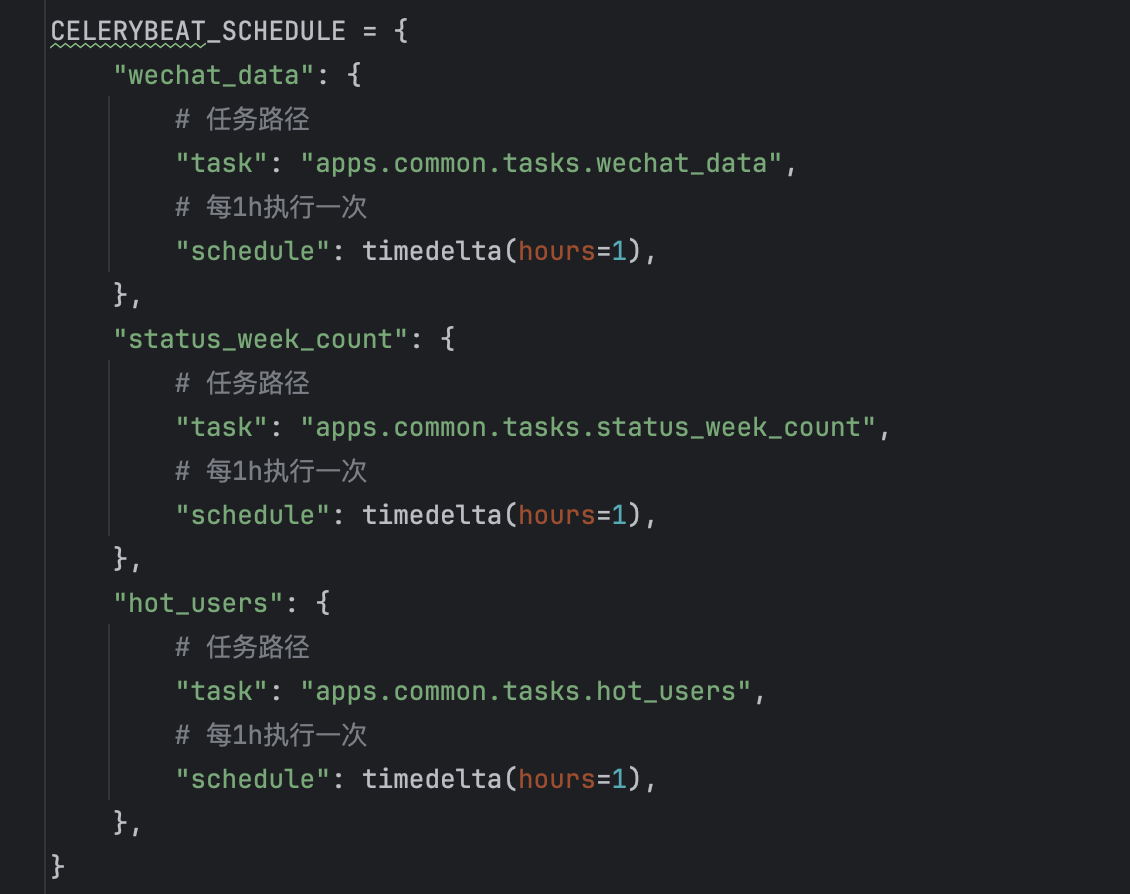 CELERYBEAT_SCHEDULE = {
    "wechat_data": {
        # 任务路径
        "task": "apps.common.tasks.wechat_data",
        # 每1h执行一次
        "schedule": timedelta(hours=1),
    },
    "status_week_count": {
        # 任务路径
        "task": "apps.common.tasks.status_week_count",
        # 每1h执行一次
        "schedule": timedelta(hours=1),
    },
    "hot_users": {
        # 任务路径
        "task": "apps.common.tasks.hot_users",
        # 每1h执行一次
        "schedule": timedelta(hours=1),
    },
}